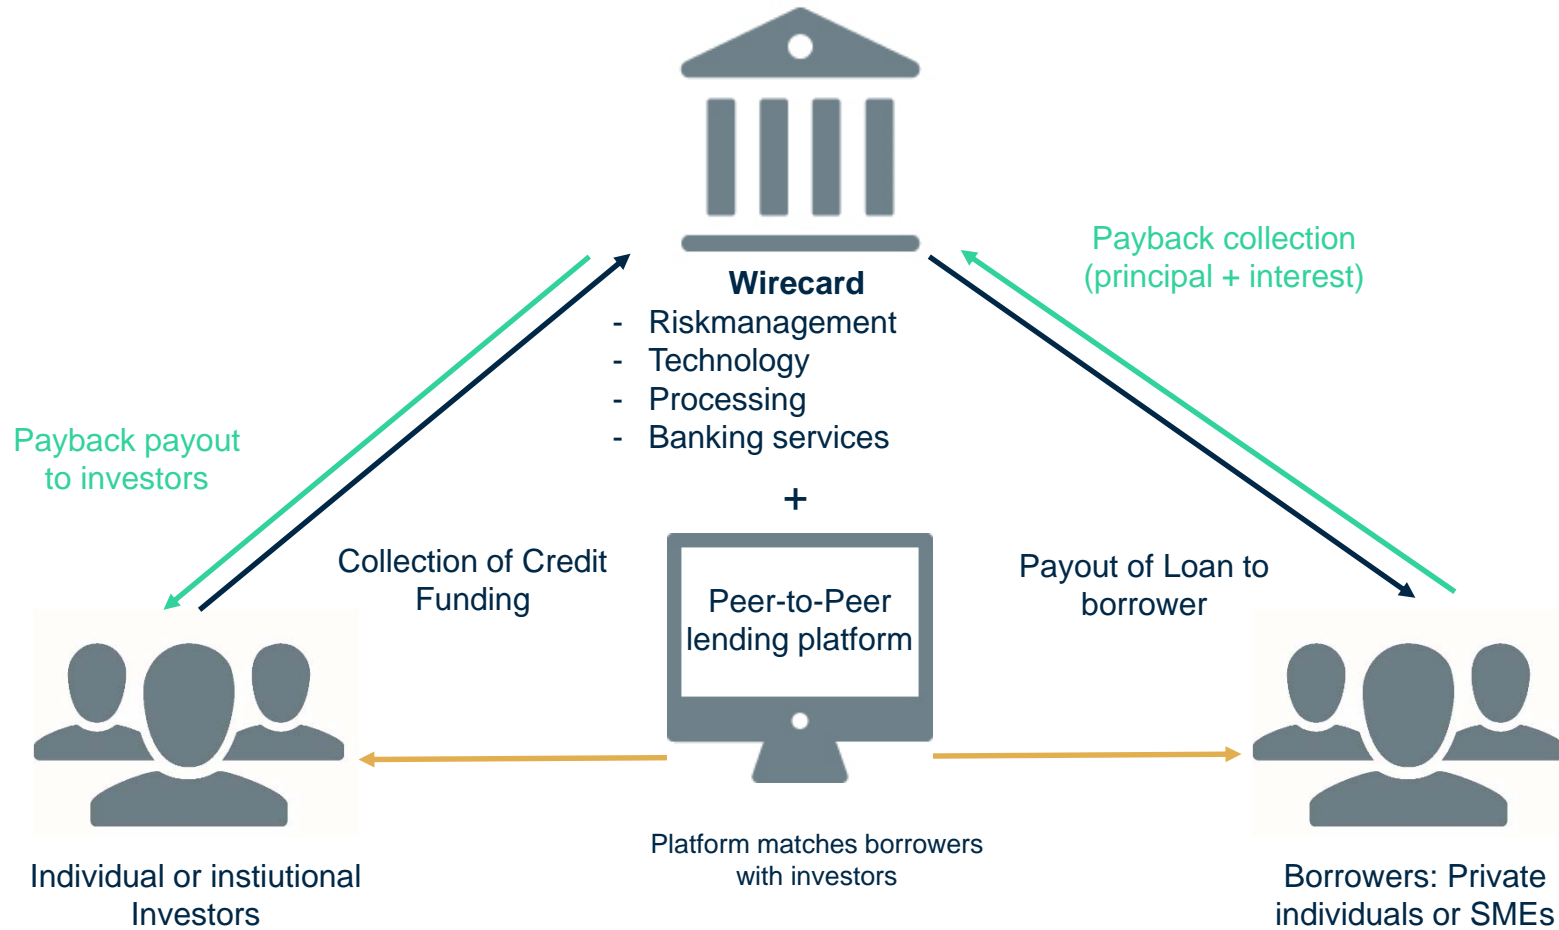 Wirecard
- Riskmanagement
- Technology
- Processing
- Banking services
+
Payback collection
(principal + interest)
Payback payout
to investors
Collection of Credit
Funding
Peer-to-Peer
lending platform
Payout of Loan to
borrower
Platform matches borrowers
with investors
Individual or instiutional
Investors
Borrowers: Private
individuals or SMEs